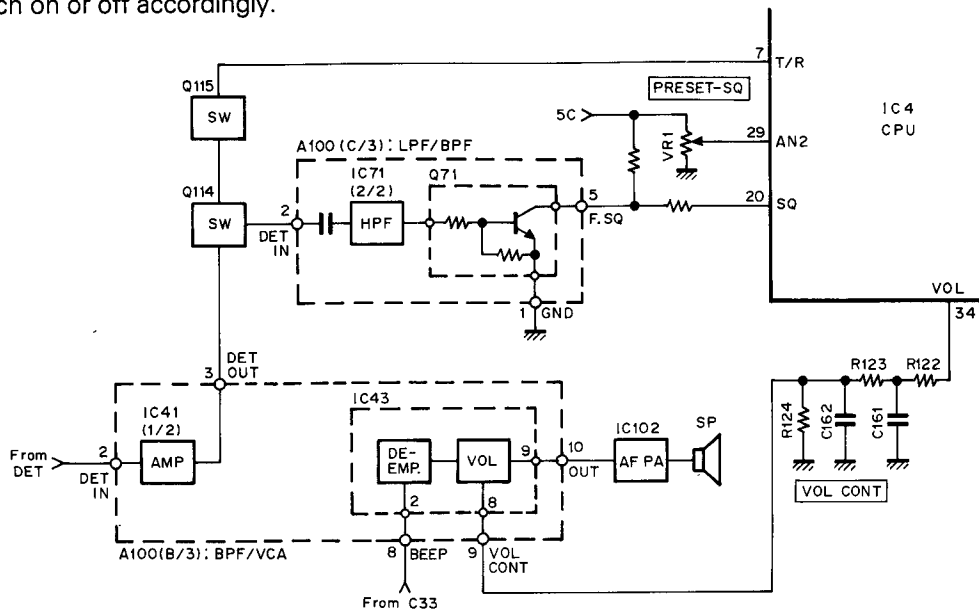 ch on or off accordingly.
7 T/R
Q115
SW
PRESET-SQ
IC4
CPU
5C
VR1
29 AN2
A100 (C/3): LPF/BPF
IC71
(2/2)
Q71
Q114
SW
2
DET
IN
HPF
5
F.SQ
20 SQ
1 GND
VOL
34
3 DET
OUT
R123 R122
R124 C162 C161
VOL CONT
IC41
(1/2)
IC43
From
DET
2
DET
IN
AMP
DE-
EMP.
VOL
9
10
OUT
IC102
AF PA
SP
2 8
A100(B/3): BPF/VCA
8 BEEP
9 VOL
CONT
From C33